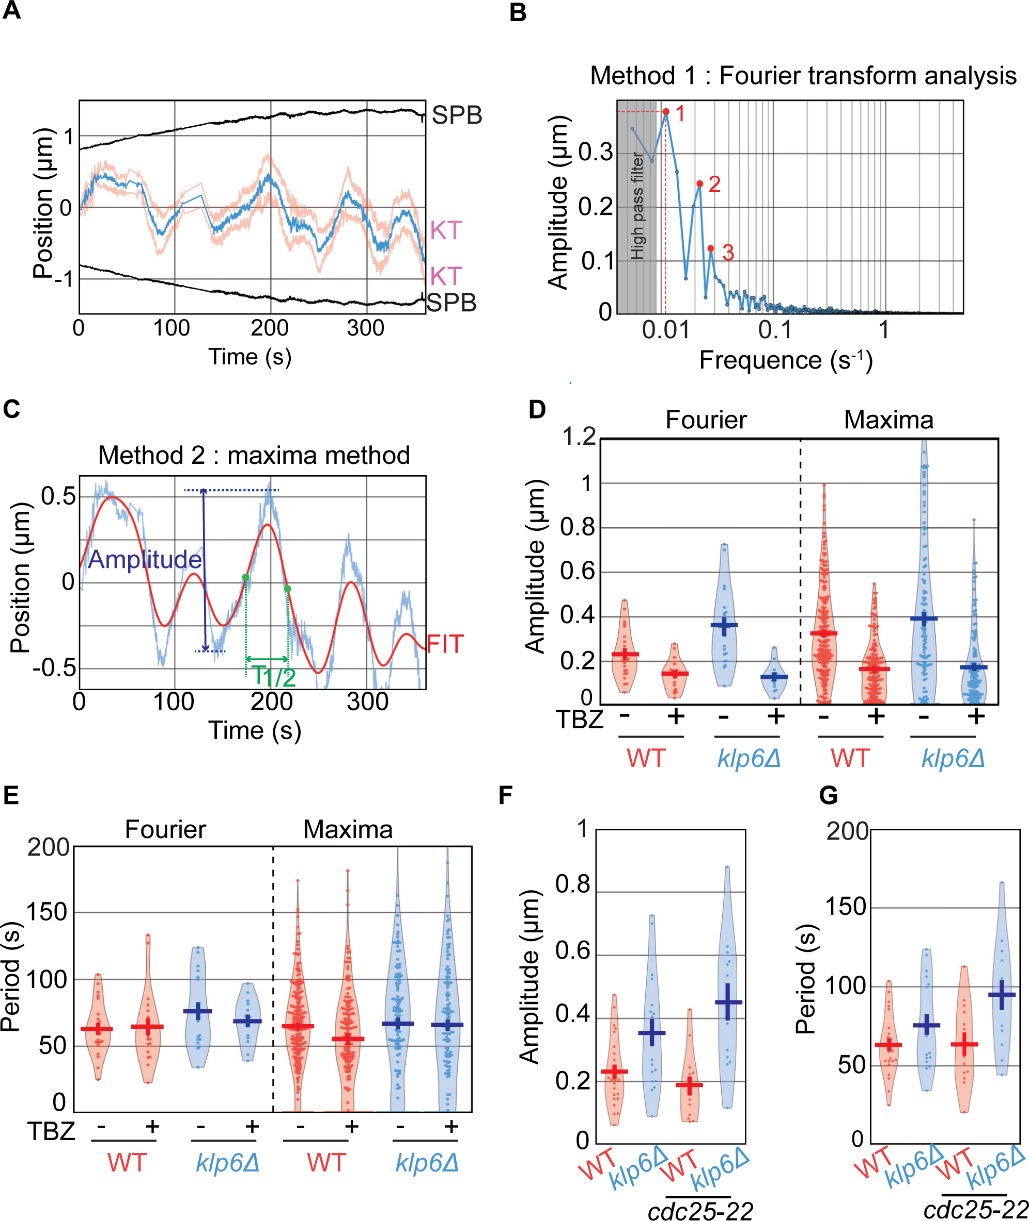 A
Position (μm)
1
0
-1
SPB
KT
KT
SPB
0 100 200 300
Time (s)
B
Method 1 : Fourier transform analysis
Amplitude (μm)
0.3
0.2
0.1
0
High pass filter
1
2
3
0.01 0.1 1
Frequence (s-1)
C
Method 2 : maxima method
Position (μm)
0.5
0
-0.5
Amplitude
T1/2
FIT
0 100 200 300
Time (s)
D
Fourier Maxima
Amplitude (μm)
1.2
1
0.8
0.6
0.4
0.2
0
TBZ - + - + - + - +
WT klp6Δ WT klp6Δ
E
Fourier Maxima
Period (s)
200
150
100
50
0
TBZ - + - + - + - +
WT klp6Δ WT klp6Δ
F
Amplitude (μm)
1
0.8
0.6
0.4
0.2
0
WT klp6Δ WT klp6Δ
cdc25-22
G
Period (s)
200
150
100
50
0
WT klp6Δ WT klp6Δ
cdc25-22